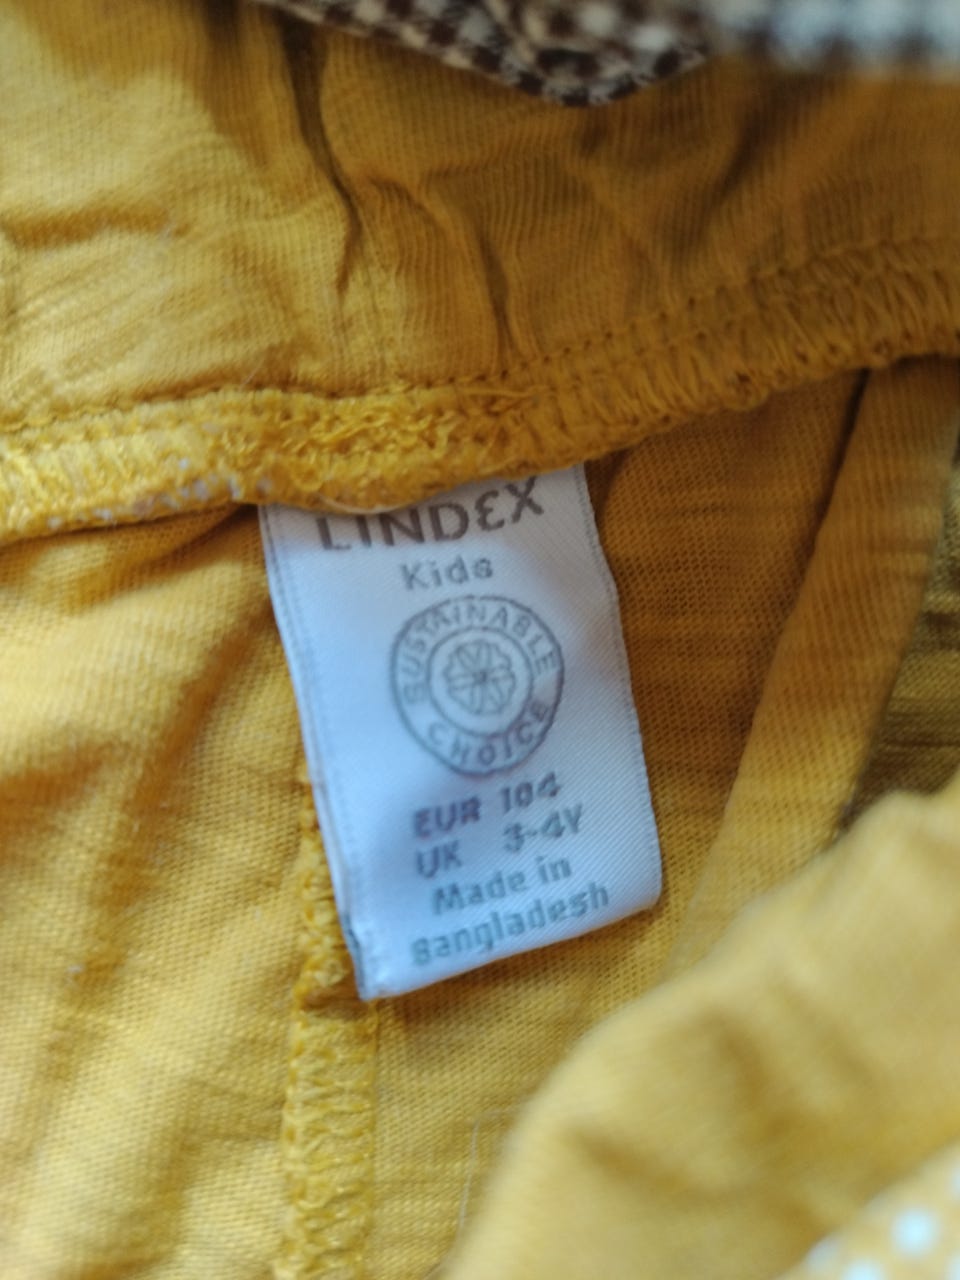 LINDEX
Kids
SUSTAINABLE
CHOICE
EUR 104
UK 3-4Y
Made in
Bangladesh